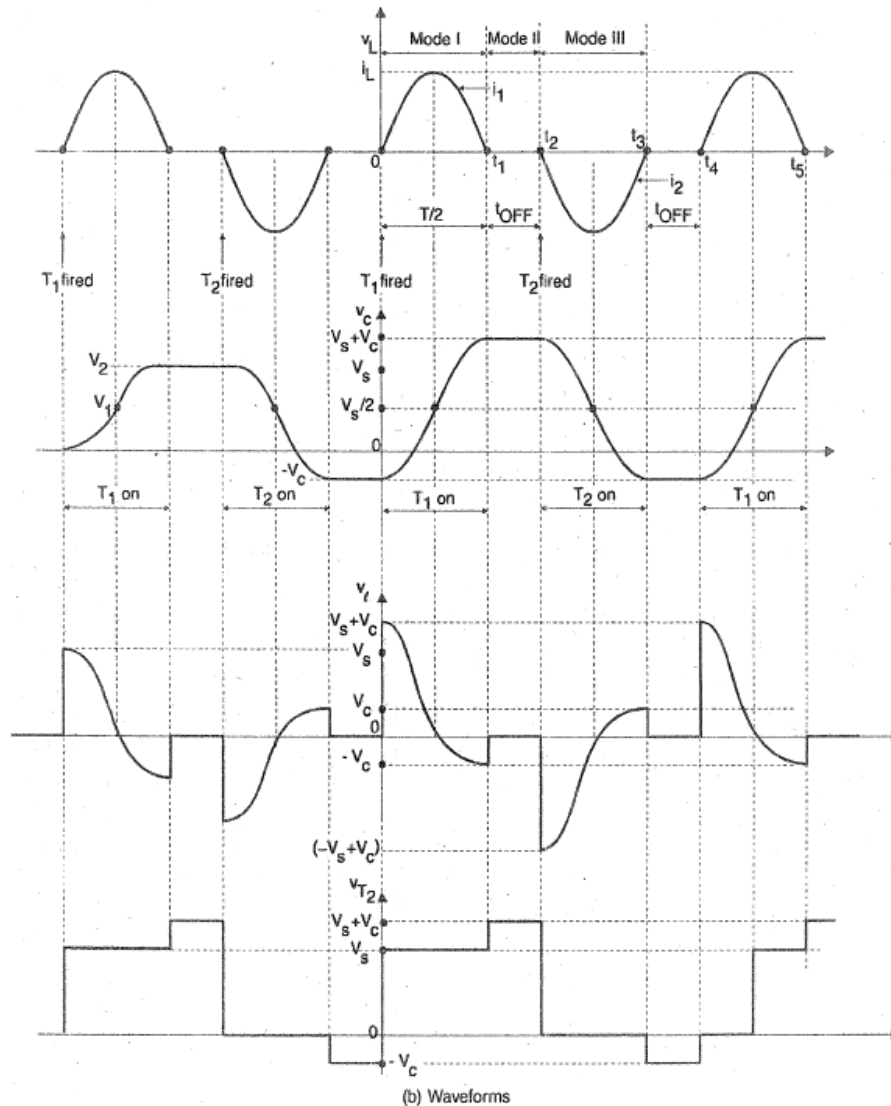 v_L
Mode I
Mode II
Mode III
i_L
i_1
0
t_1
t_2
t_3
t_4
t_5
i_2
T/2
t_OFF
t_OFF
T_1 fired
T_2 fired
T_1 fired
T_2 fired
v_c
V_s+V_c
V_2
V_s
V_1
V_s/2
0
-V_c
T_1 on
T_2 on
T_1 on
T_2 on
T_1 on
v_ℓ
V_s+V_c
V_s
V_c
0
-V_c
(-V_s+V_c)
v_T2
V_s+V_c
V_s
0
-V_c
(b) Waveforms